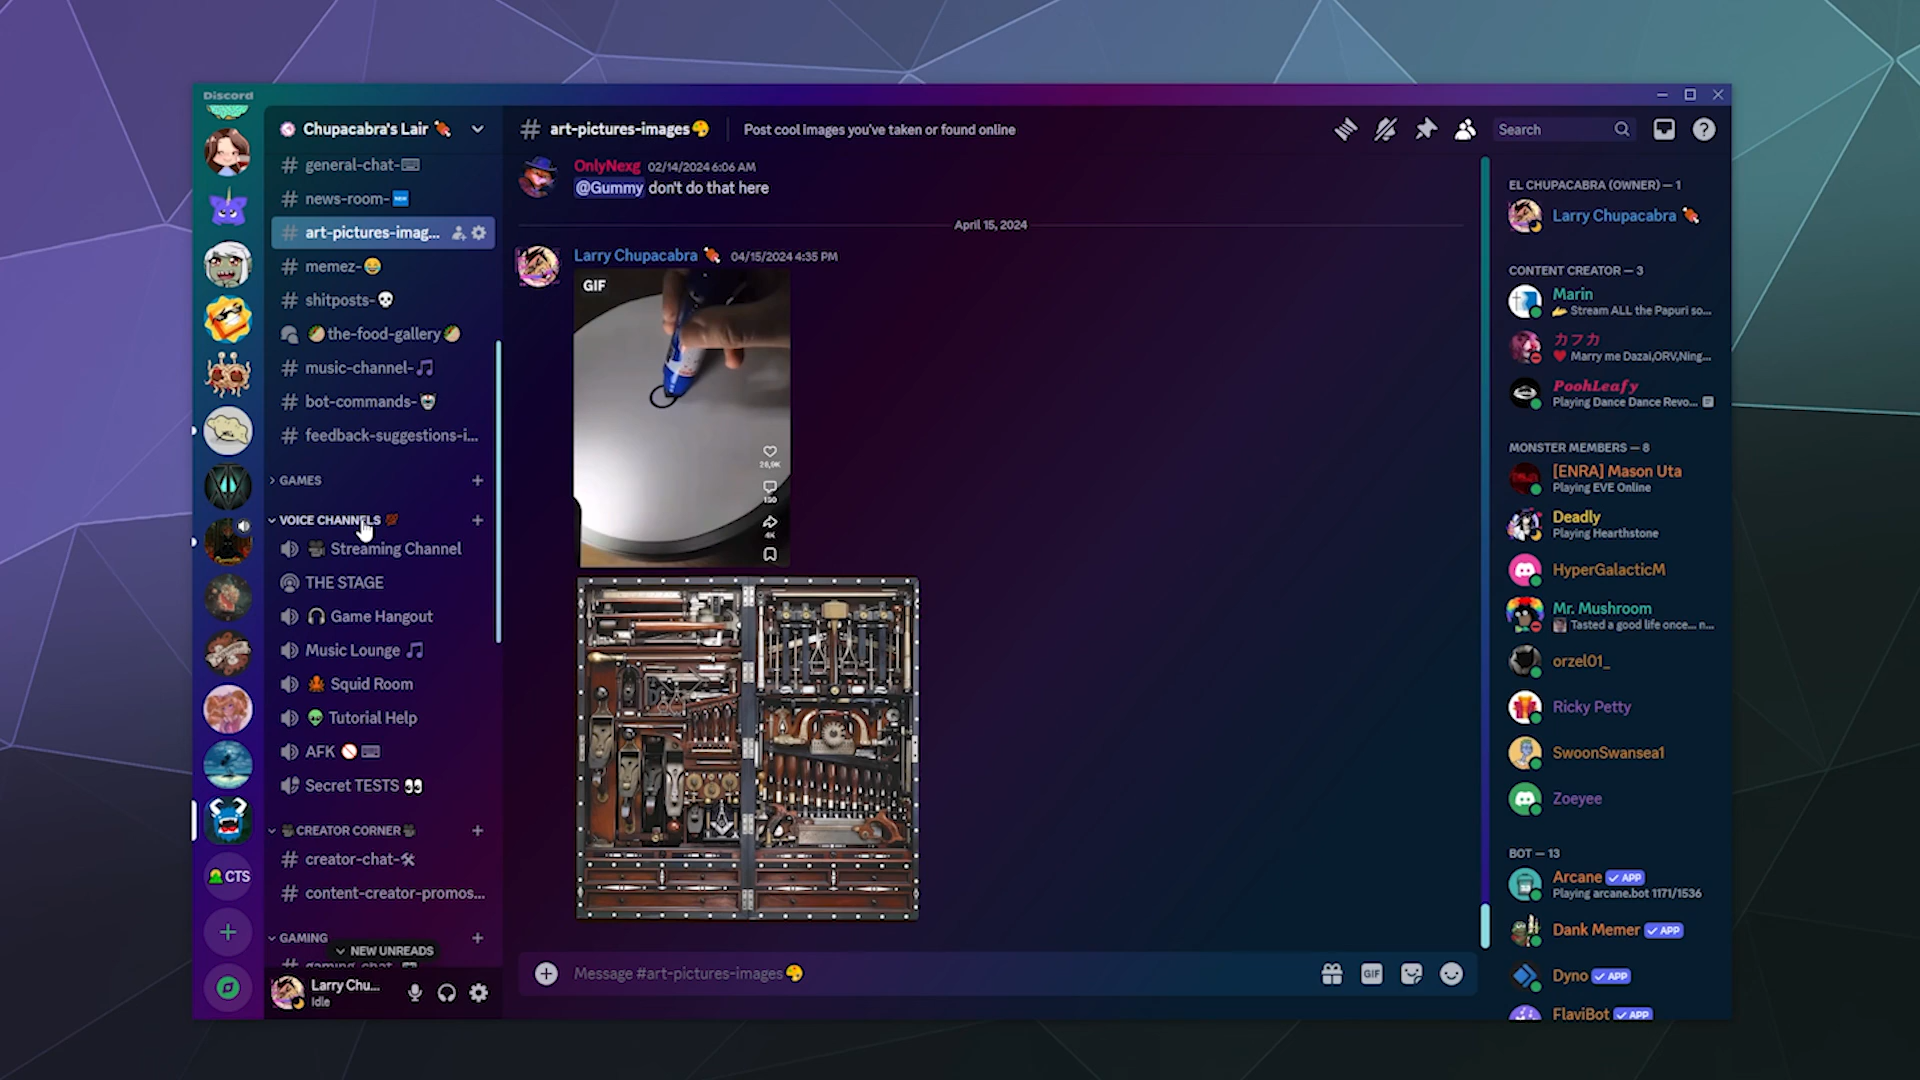 Discord
Chupacabra's Lair
general-chat-
news-room-
NEW
art-pictures-imag...
memez-
shitposts-
the-food-gallery
music-channel-
bot-commands-
feedback-suggestions-i...
GAMES
VOICE CHANNELS
Streaming Channel
THE STAGE
Game Hangout
Music Lounge
Squid Room
Tutorial Help
AFK
Secret TESTS
CREATOR CORNER
creator-chat-
content-creator-promos...
GAMING
NEW UNREADS
gaming-chat-
CTS
Larry Chu...
Idle
# art-pictures-images
Post cool images you've taken or found online
Search
OnlyNexg 02/14/2024 6:06 AM
@Gummy don't do that here
April 15, 2024
Larry Chupacabra 04/15/2024 4:35 PM
GIF
4K
Message #art-pictures-images
GIF
EL CHUPACABRA (OWNER) — 1
Larry Chupacabra
CONTENT CREATOR — 3
Marin
Stream ALL the Papuri so...
カフカ
Marry me Dazai,ORV,Ning...
PoohLeafy
Playing Dance Dance Revo...
MONSTER MEMBERS — 8
[ENRA] Mason Uta
Playing EVE Online
Deadly
Playing Hearthstone
HyperGalacticM
Mr. Mushroom
Tasted a good life once... n...
orzel01_
Ricky Petty
SwoonSwansea1
Zoeyee
BOT — 13
Arcane APP
Playing arcane.bot 1171/1536
Dank Memer APP
Dyno APP
FlaviBot APP